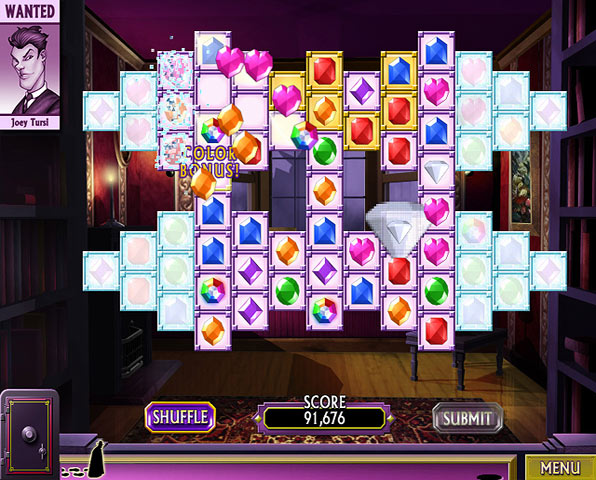 WANTED
Joey Tursi
COLOR
BONUS!
SHUFFLE
SCORE
91,676
SUBMIT
MENU